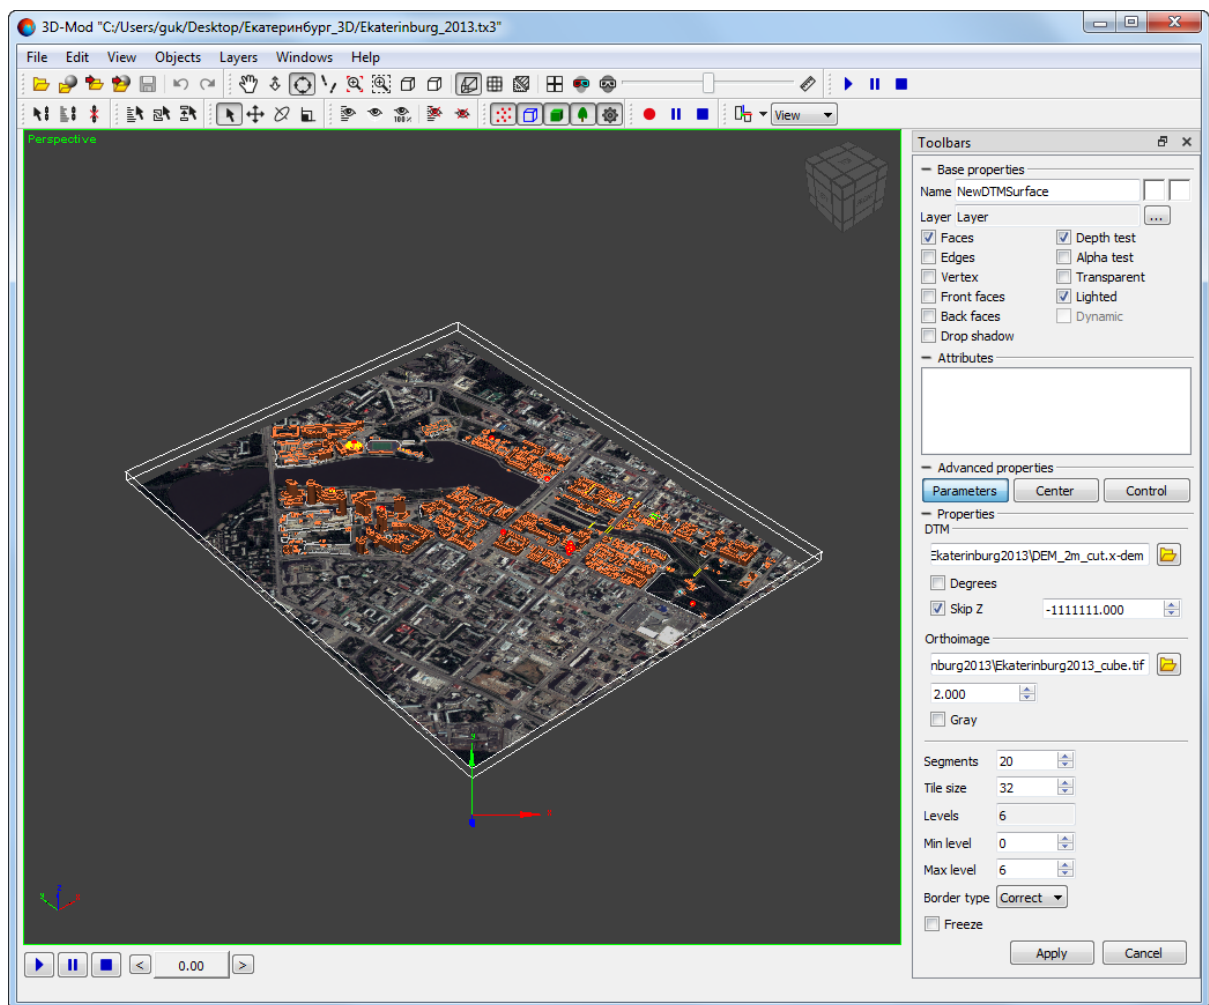 3D-Mod "C:/Users/guk/Desktop/Екатеринбург_3D/Ekaterinburg_2013.tx3"
File Edit View Objects Layers Windows Help
100%
View
Perspective
Toolbars
Base properties
Name NewDTMSurface
Layer Layer ...
Faces Depth test
Edges Alpha test
Vertex Transparent
Front faces Lighted
Back faces Dynamic
Drop shadow
Attributes
Advanced properties
Parameters Center Control
Properties
DTM
Ekaterinburg2013\DEM_2m_cut.x-dem
Degrees
Skip Z -1111111.000
Orthoimage
nburg2013\Ekaterinburg2013_cube.tif
2.000
Gray
Segments 20
Tile size 32
Levels 6
Min level 0
Max level 6
Border type Correct
Freeze
Apply Cancel
< 0.00 >